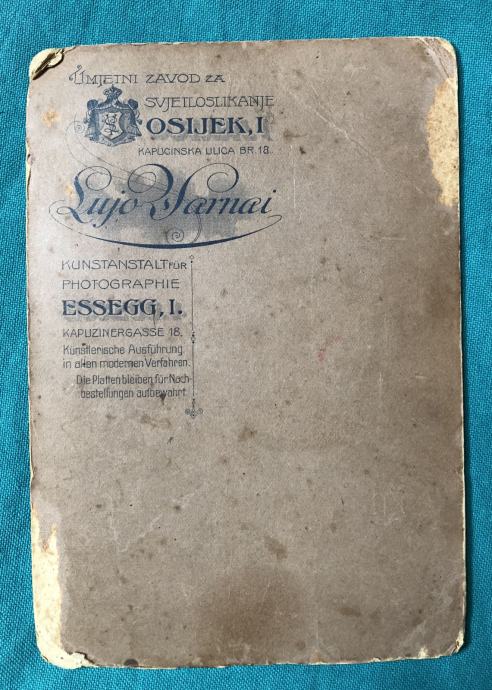 UMJETNI ZAVOD ZA
SVJETLOSLIKANJE
OSIJEK, I
KAPUCINSKA ULICA BR. 18.
Lujo Varnai
KUNSTANSTALT FÜR
PHOTOGRAPHIE
ESSEGG, I.
KAPUZINERGASSE 18.
Künstlerische Ausführung
in allen modernen Verfahren.
Die Platten bleiben für Nach-
bestellungen aufbewahrt.